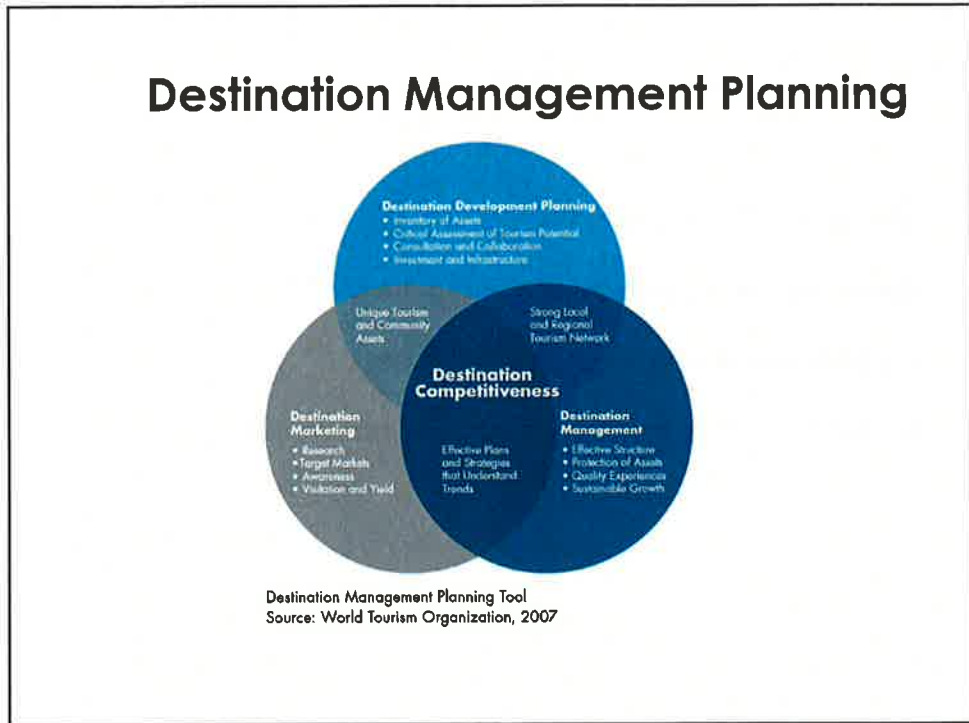 Destination Management Planning
Destination Development Planning
• Inventory of Assets
• Critical Assessment of Tourism Potential
• Consultation and Collaboration
• Investment and Infrastructure
Unique Tourism
and Community
Assets
Strong Local
and Regional
Tourism Network
Destination
Competitiveness
Destination
Marketing
• Research
• Target Markets
• Awareness
• Visitation and Yield
Effective Plans
and Strategies
that Understand
Trends
Destination
Management
• Effective Structure
• Protection of Assets
• Quality Experiences
• Sustainable Growth
Destination Management Planning Tool
Source: World Tourism Organization, 2007